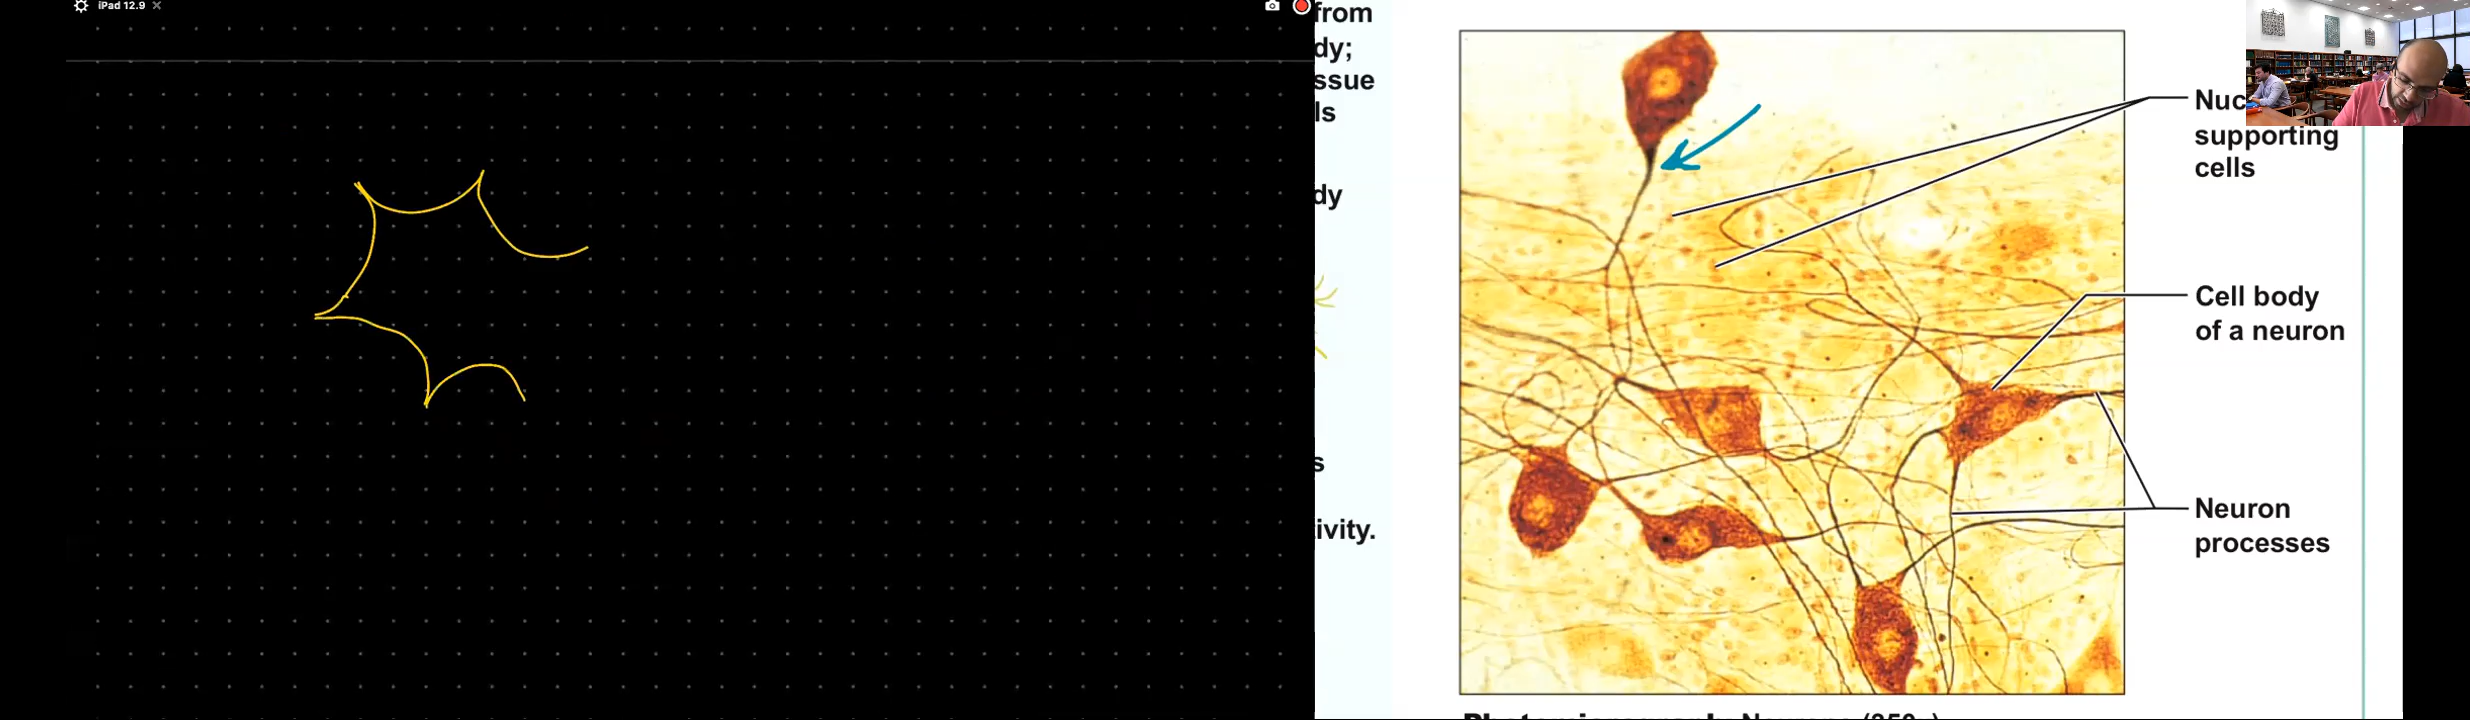 iPad 12.9
from
dy;
ssue
ls
dy
s
ivity.
Nuc
supporting
cells
Cell body
of a neuron
Neuron
processes